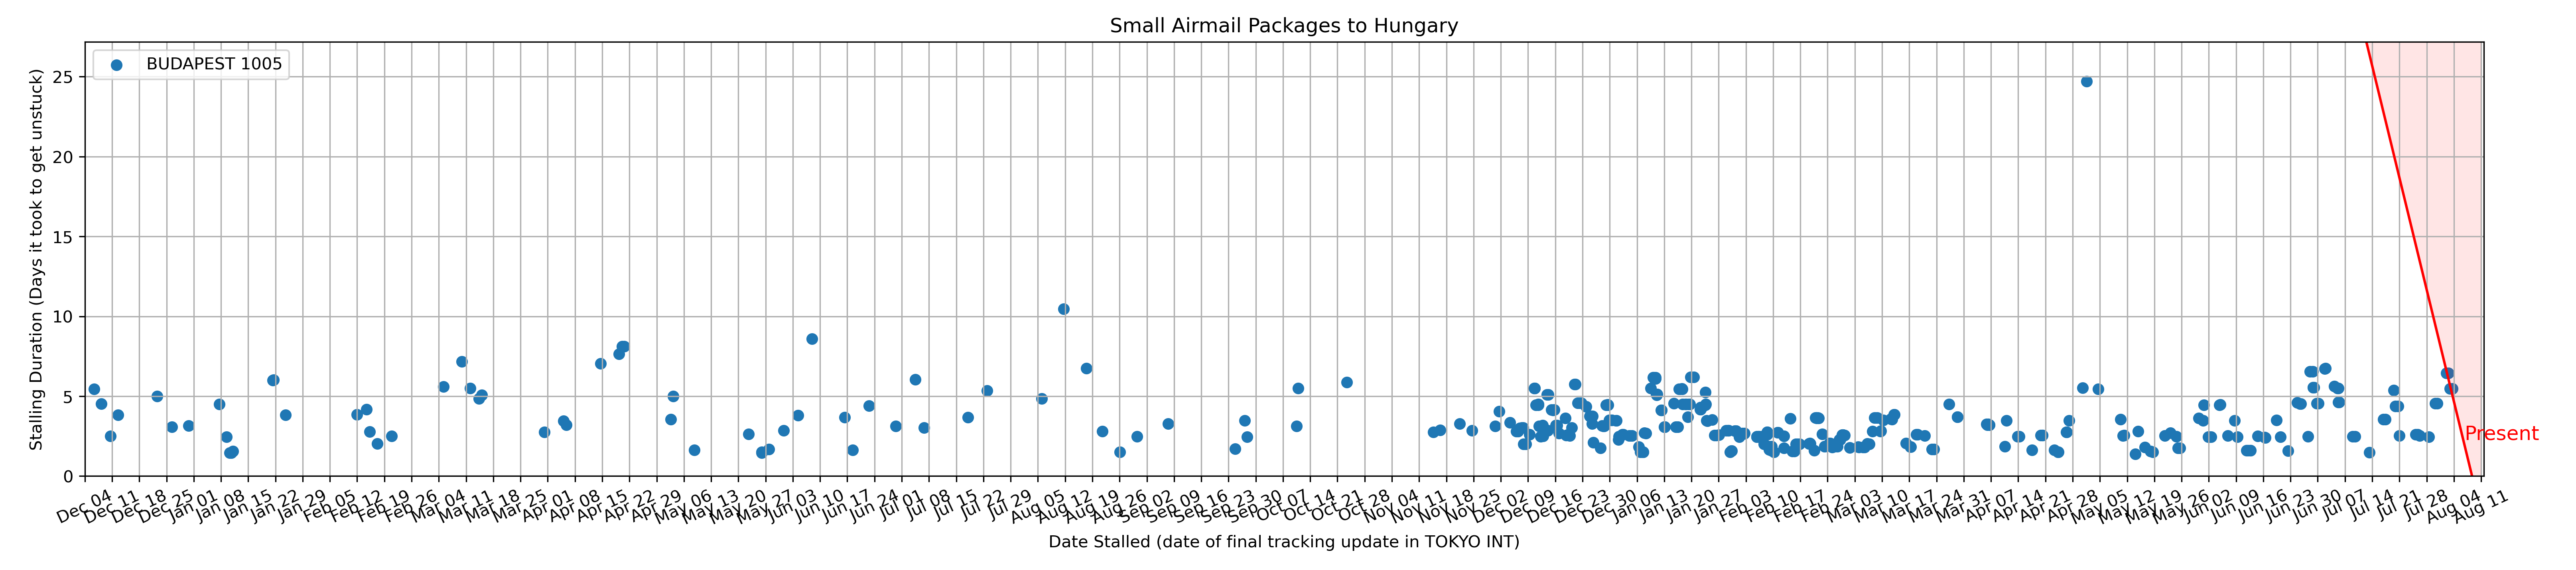 Small Airmail Packages to Hungary
BUDAPEST 1005
Stalling Duration (Days it took to get unstuck)
25
20
15
10
5
0
Present
Dec 04
Dec 11
Dec 18
Dec 25
Jan 01
Jan 08
Jan 15
Jan 22
Jan 29
Feb 05
Feb 12
Feb 19
Feb 26
Mar 04
Mar 11
Mar 18
Mar 25
Apr 01
Apr 08
Apr 15
Apr 22
Apr 29
May 06
May 13
May 20
May 27
Jun 03
Jun 10
Jun 17
Jun 24
Jul 01
Jul 08
Jul 15
Jul 22
Jul 29
Aug 05
Aug 12
Aug 19
Aug 26
Sep 02
Sep 09
Sep 16
Sep 23
Sep 30
Oct 07
Oct 14
Oct 21
Oct 28
Nov 04
Nov 11
Nov 18
Nov 25
Dec 02
Dec 09
Dec 16
Dec 23
Dec 30
Jan 06
Jan 13
Jan 20
Jan 27
Feb 03
Feb 10
Feb 17
Feb 24
Mar 03
Mar 10
Mar 17
Mar 24
Mar 31
Apr 07
Apr 14
Apr 21
Apr 28
May 05
May 12
May 19
May 26
Jun 02
Jun 09
Jun 16
Jun 23
Jun 30
Jul 07
Jul 14
Jul 21
Jul 28
Aug 04
Aug 11
Date Stalled (date of final tracking update in TOKYO INT)